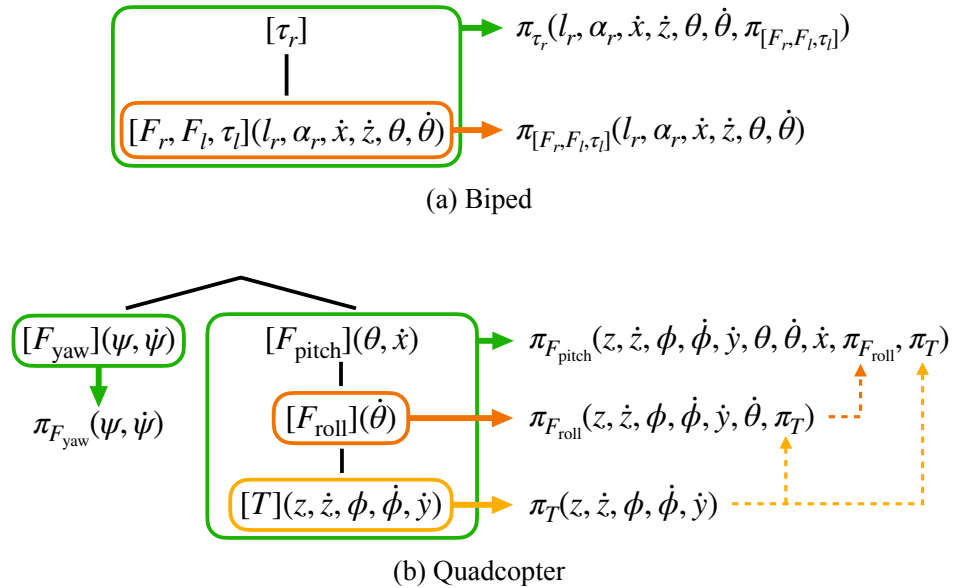 [τ_r] π_{τ_r}(l_r, α_r, ẋ, ż, θ, θ̇, π_{[F_r,F_l,τ_l]})
[F_r, F_l, τ_l](l_r, α_r, ẋ, ż, θ, θ̇) π_{[F_r,F_l,τ_l]}(l_r, α_r, ẋ, ż, θ, θ̇)
(a) Biped
[F_yaw](ψ, ψ̇) [F_pitch](θ, ẋ) π_{F_pitch}(z, ż, ϕ, ϕ̇, ẏ, θ, θ̇, ẋ, π_{F_roll}, π_T)
π_{F_yaw}(ψ, ψ̇) [F_roll](θ̇) π_{F_roll}(z, ż, ϕ, ϕ̇, ẏ, θ̇, π_T)
[T](z, ż, ϕ, ϕ̇, ẏ) π_T(z, ż, ϕ, ϕ̇, ẏ)
(b) Quadcopter